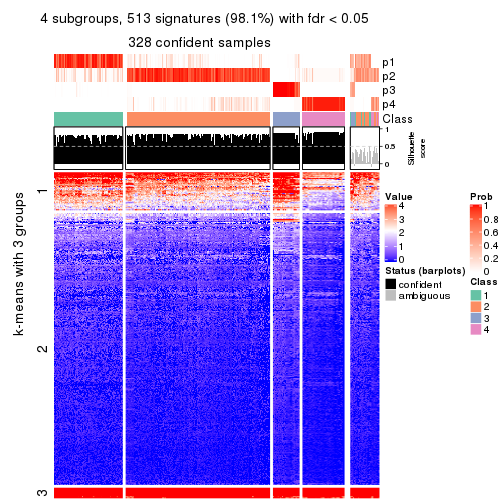 4 subgroups, 513 signatures (98.1%) with fdr < 0.05
328 confident samples
p1
p2
p3
p4
Class
1
0.5
0
Silhouette
score
k-means with 3 groups
1
2
3
Value
4
3
2
1
0
Status (barplots)
confident
ambiguous
Prob
1
0.8
0.6
0.4
0.2
0
Class
1
2
3
4